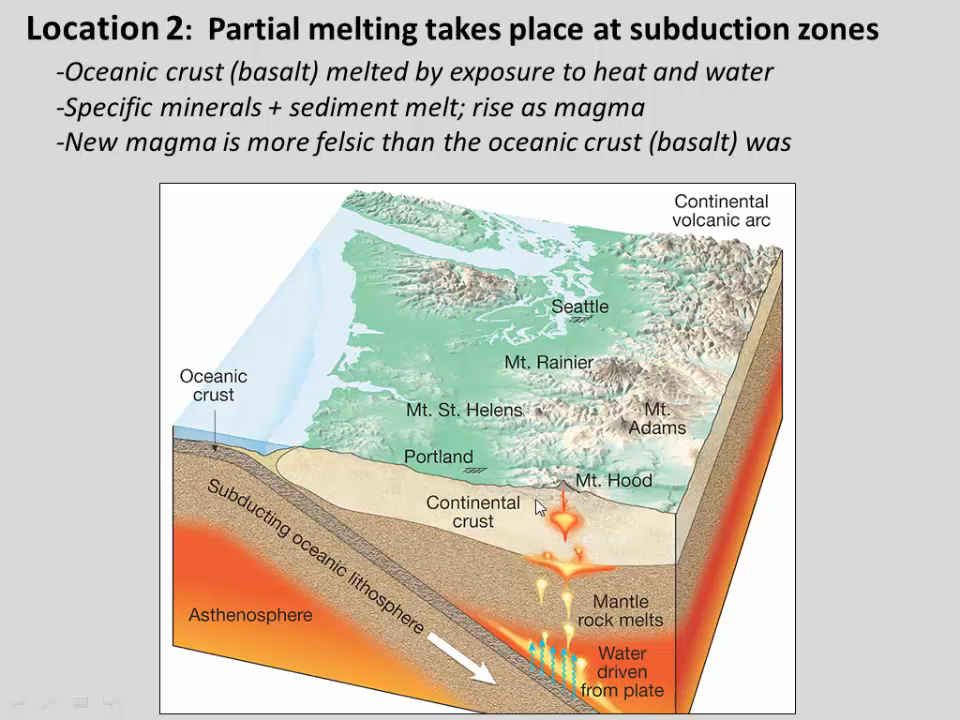 Location 2:  Partial melting takes place at subduction zones
-Oceanic crust (basalt) melted by exposure to heat and water
-Specific minerals + sediment melt; rise as magma
-New magma is more felsic than the oceanic crust (basalt) was
Continental
volcanic arc
Seattle
Mt. Rainier
Oceanic
crust
Mt. St. Helens
Mt.
Adams
Portland
Mt. Hood
Continental
crust
Subducting oceanic lithosphere
Asthenosphere
Mantle
rock melts
Water
driven
from plate